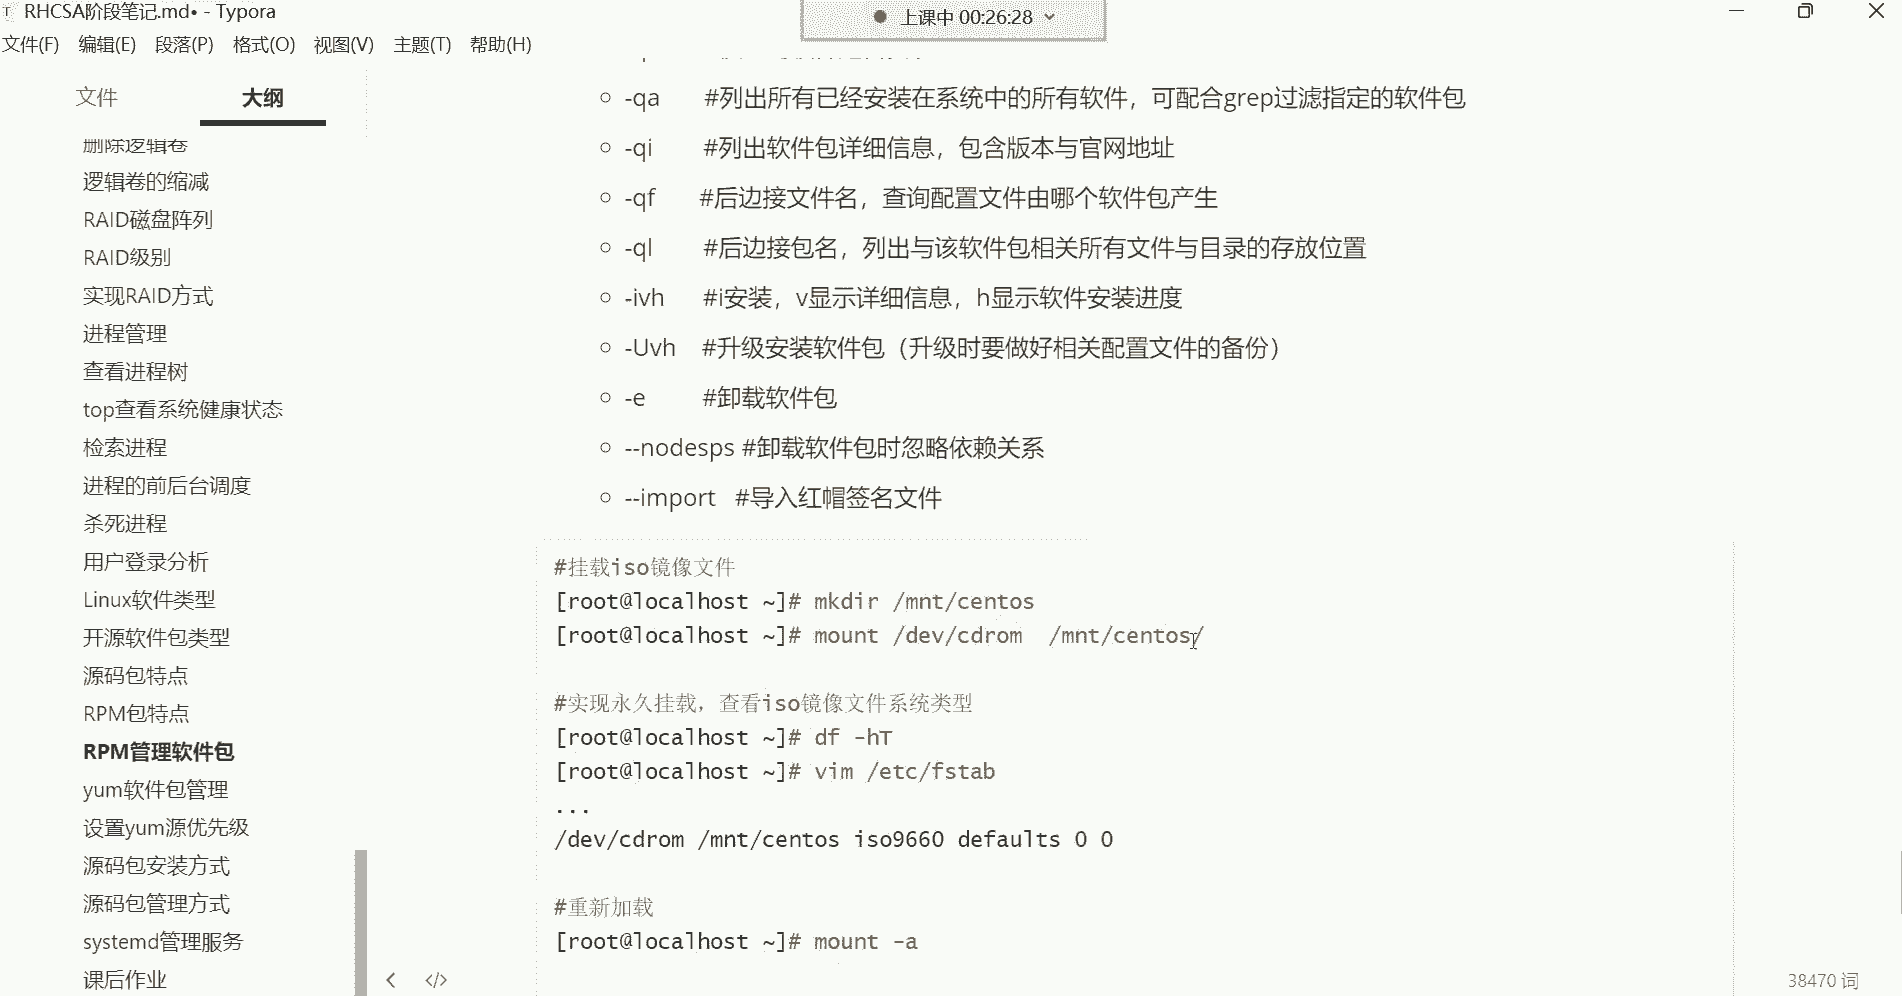 RHCSA阶段笔记.md• - Typora
上课中 00:26:28
文件(F) 编辑(E) 段落(P) 格式(O) 视图(V) 主题(T) 帮助(H)
文件 大纲
删除逻辑卷
逻辑卷的缩减
RAID磁盘阵列
RAID级别
实现RAID方式
进程管理
查看进程树
top查看系统健康状态
检索进程
进程的前后台调度
杀死进程
用户登录分析
Linux软件类型
开源软件包类型
源码包特点
RPM包特点
RPM管理软件包
yum软件包管理
设置yum源优先级
源码包安装方式
源码包管理方式
systemd管理服务
课后作业
-qa #列出所有已经安装在系统中的所有软件，可配合grep过滤指定的软件包
-qi #列出软件包详细信息，包含版本与官网地址
-qf #后边接文件名，查询配置文件由哪个软件包产生
-ql #后边接包名，列出与该软件包相关所有文件与目录的存放位置
-ivh #i安装，v显示详细信息，h显示软件安装进度
-Uvh #升级安装软件包（升级时要做好相关配置文件的备份）
-e #卸载软件包
--nodesps #卸载软件包时忽略依赖关系
--import #导入红帽签名文件
#挂载iso镜像文件
[root@localhost ~]# mkdir /mnt/centos
[root@localhost ~]# mount /dev/cdrom /mnt/centos/
#实现永久挂载，查看iso镜像文件系统类型
[root@localhost ~]# df -hT
[root@localhost ~]# vim /etc/fstab
...
/dev/cdrom /mnt/centos iso9660 defaults 0 0
#重新加载
[root@localhost ~]# mount -a
38470 词